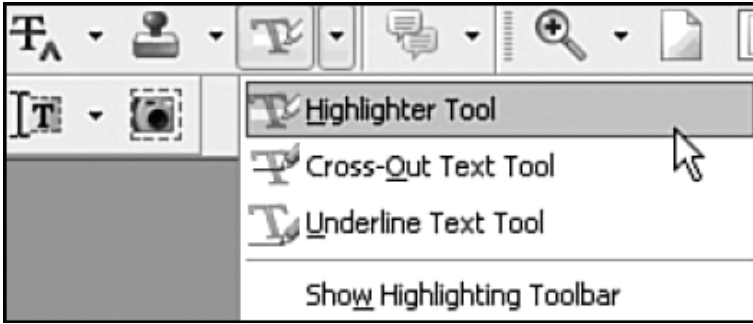 Highlighter Tool
Cross-Out Text Tool
Underline Text Tool
Show Highlighting Toolbar